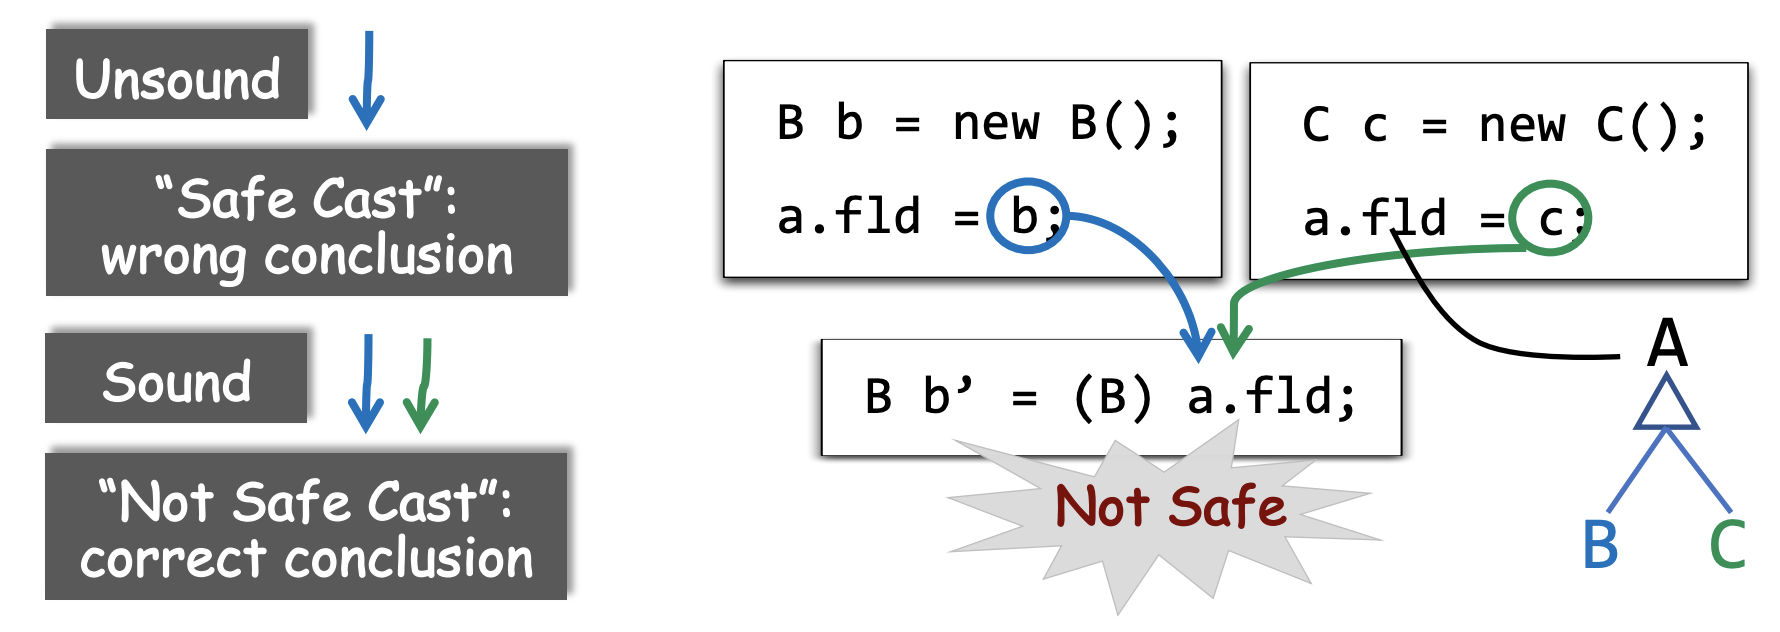 Unsound
“Safe Cast”:
wrong conclusion
Sound
“Not Safe Cast”:
correct conclusion
B b = new B();
a.fld = b;
C c = new C();
a.fld = c;
B b’ = (B) a.fld;
Not Safe
A
B
C